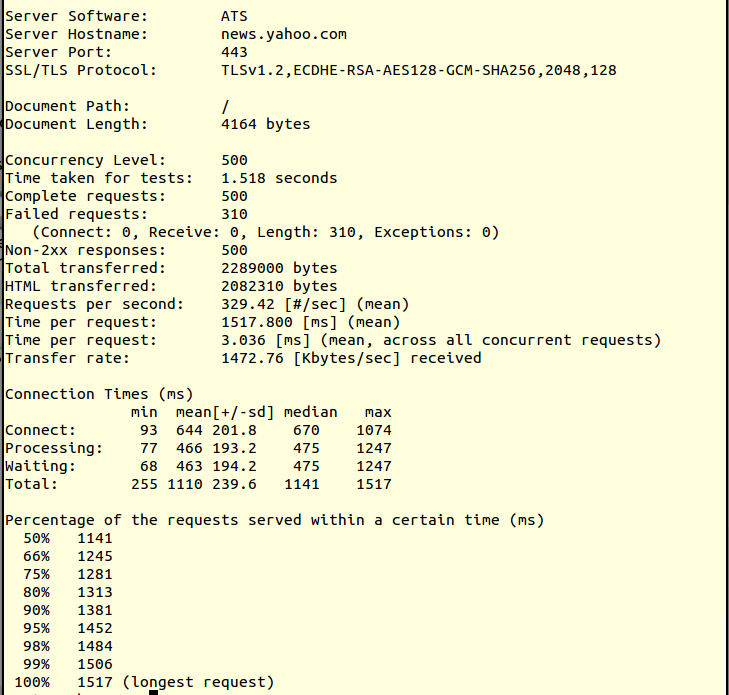 Server Software:        ATS
Server Hostname:        news.yahoo.com
Server Port:            443
SSL/TLS Protocol:       TLSv1.2,ECDHE-RSA-AES128-GCM-SHA256,2048,128

Document Path:          /
Document Length:        4164 bytes

Concurrency Level:      500
Time taken for tests:   1.518 seconds
Complete requests:      500
Failed requests:        310
   (Connect: 0, Receive: 0, Length: 310, Exceptions: 0)
Non-2xx responses:      500
Total transferred:      2289000 bytes
HTML transferred:       2082310 bytes
Requests per second:    329.42 [#/sec] (mean)
Time per request:       1517.800 [ms] (mean)
Time per request:       3.036 [ms] (mean, across all concurrent requests)
Transfer rate:          1472.76 [Kbytes/sec] received

Connection Times (ms)
              min  mean[+/-sd] median   max
Connect:       93  644 201.8    670    1074
Processing:    77  466 193.2    475    1247
Waiting:       68  463 194.2    475    1247
Total:        255 1110 239.6   1141    1517

Percentage of the requests served within a certain time (ms)
  50%   1141
  66%   1245
  75%   1281
  80%   1313
  90%   1381
  95%   1452
  98%   1484
  99%   1506
 100%   1517 (longest request)